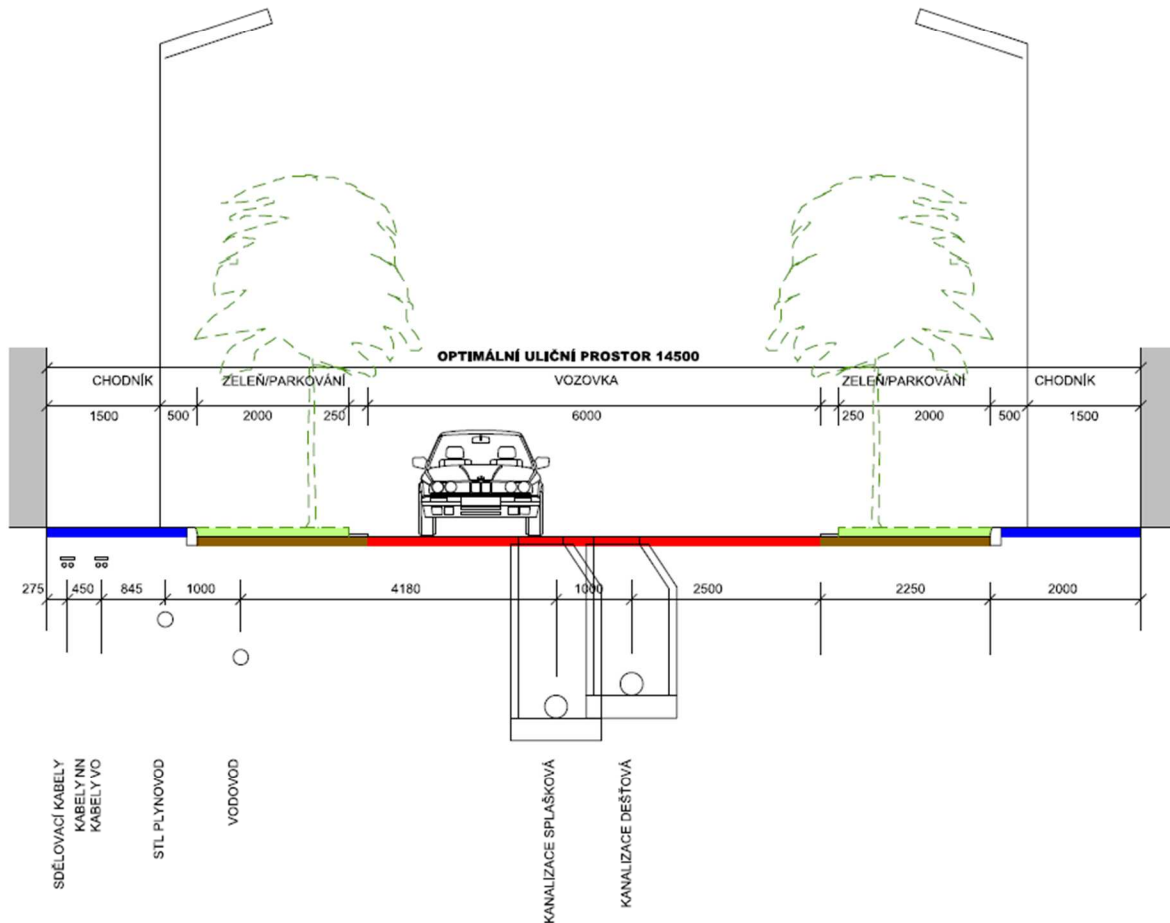 OPTIMÁLNÍ ULIČNÍ PROSTOR 14500
CHODNÍK ZELEŇ/PARKOVÁNÍ VOZOVKA ZELEŇ/PARKOVÁNÍ CHODNÍK
1500 500 2000 250 6000 250 2000 500 1500
275 450 845 1000 4180 1000 2500 2250 2000
SDĚLOVACÍ KABELY
KABELY NN
KABELY VO
STL PLYNOVOD
VODOVOD
KANALIZACE SPLAŠKOVÁ
KANALIZACE DEŠŤOVÁ